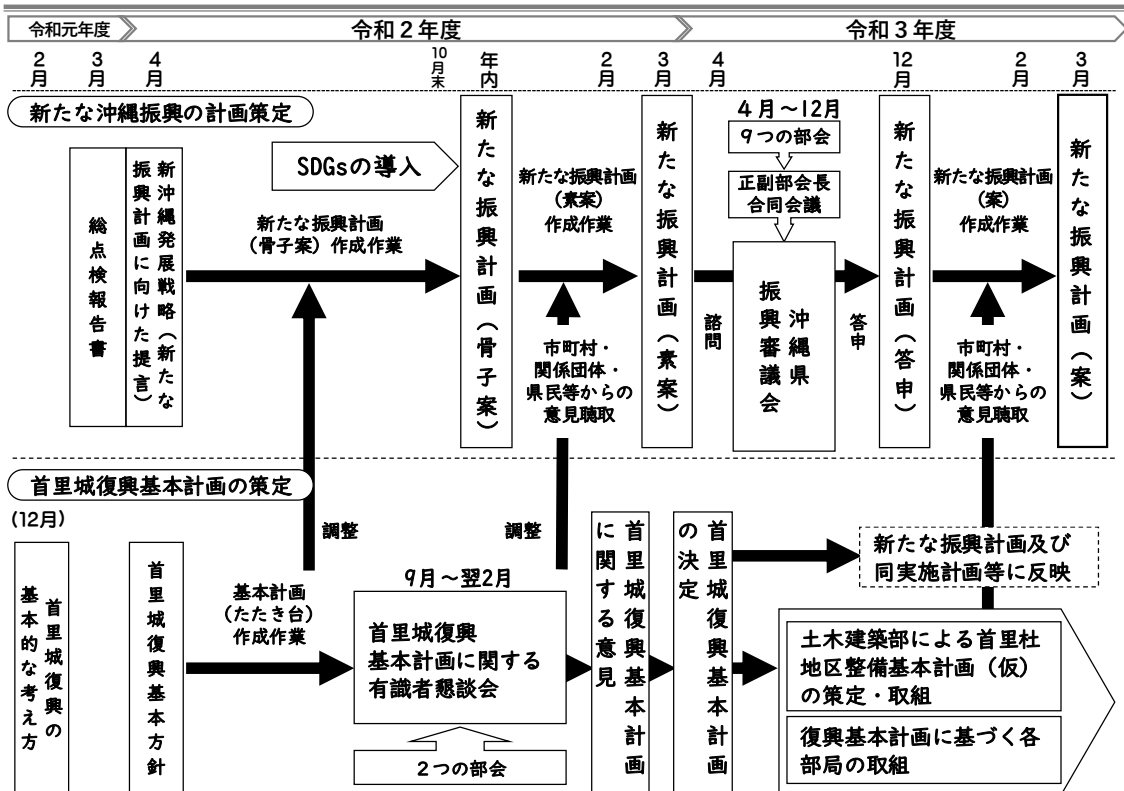 令和元年度
令和２年度
令和３年度
２月
３月
４月
10月末
年内
２月
３月
４月
12月
２月
３月
新たな沖縄振興の計画策定
総点検報告書
新沖縄発展戦略（新たな
振興計画に向けた提言）
SDGsの導入
新たな振興計画
（骨子案）作成作業
新たな振興計画（骨子案）
新たな振興計画
（素案）
作成作業
市町村・
関係団体・
県民等からの
意見聴取
新たな振興計画（素案）
諮問
４月～12月
９つの部会
正副部会長
合同会議
沖縄県
振興審議会
答申
新たな振興計画（答申）
新たな振興計画
（案）
作成作業
市町村・
関係団体・
県民等からの
意見聴取
新たな振興計画（案）
首里城復興基本計画の策定
(12月)
首里城復興の
基本的な考え方
首里城復興基本方針
調整
基本計画
（たたき台）
作成作業
９月～翌2月
首里城復興
基本計画に関する
有識者懇談会
２つの部会
調整
首里城復興基本計画
に関する意見
首里城復興基本計画
の決定
新たな振興計画及び
同実施計画等に反映
土木建築部による首里杜
地区整備基本計画（仮）
の策定・取組
復興基本計画に基づく各
部局の取組